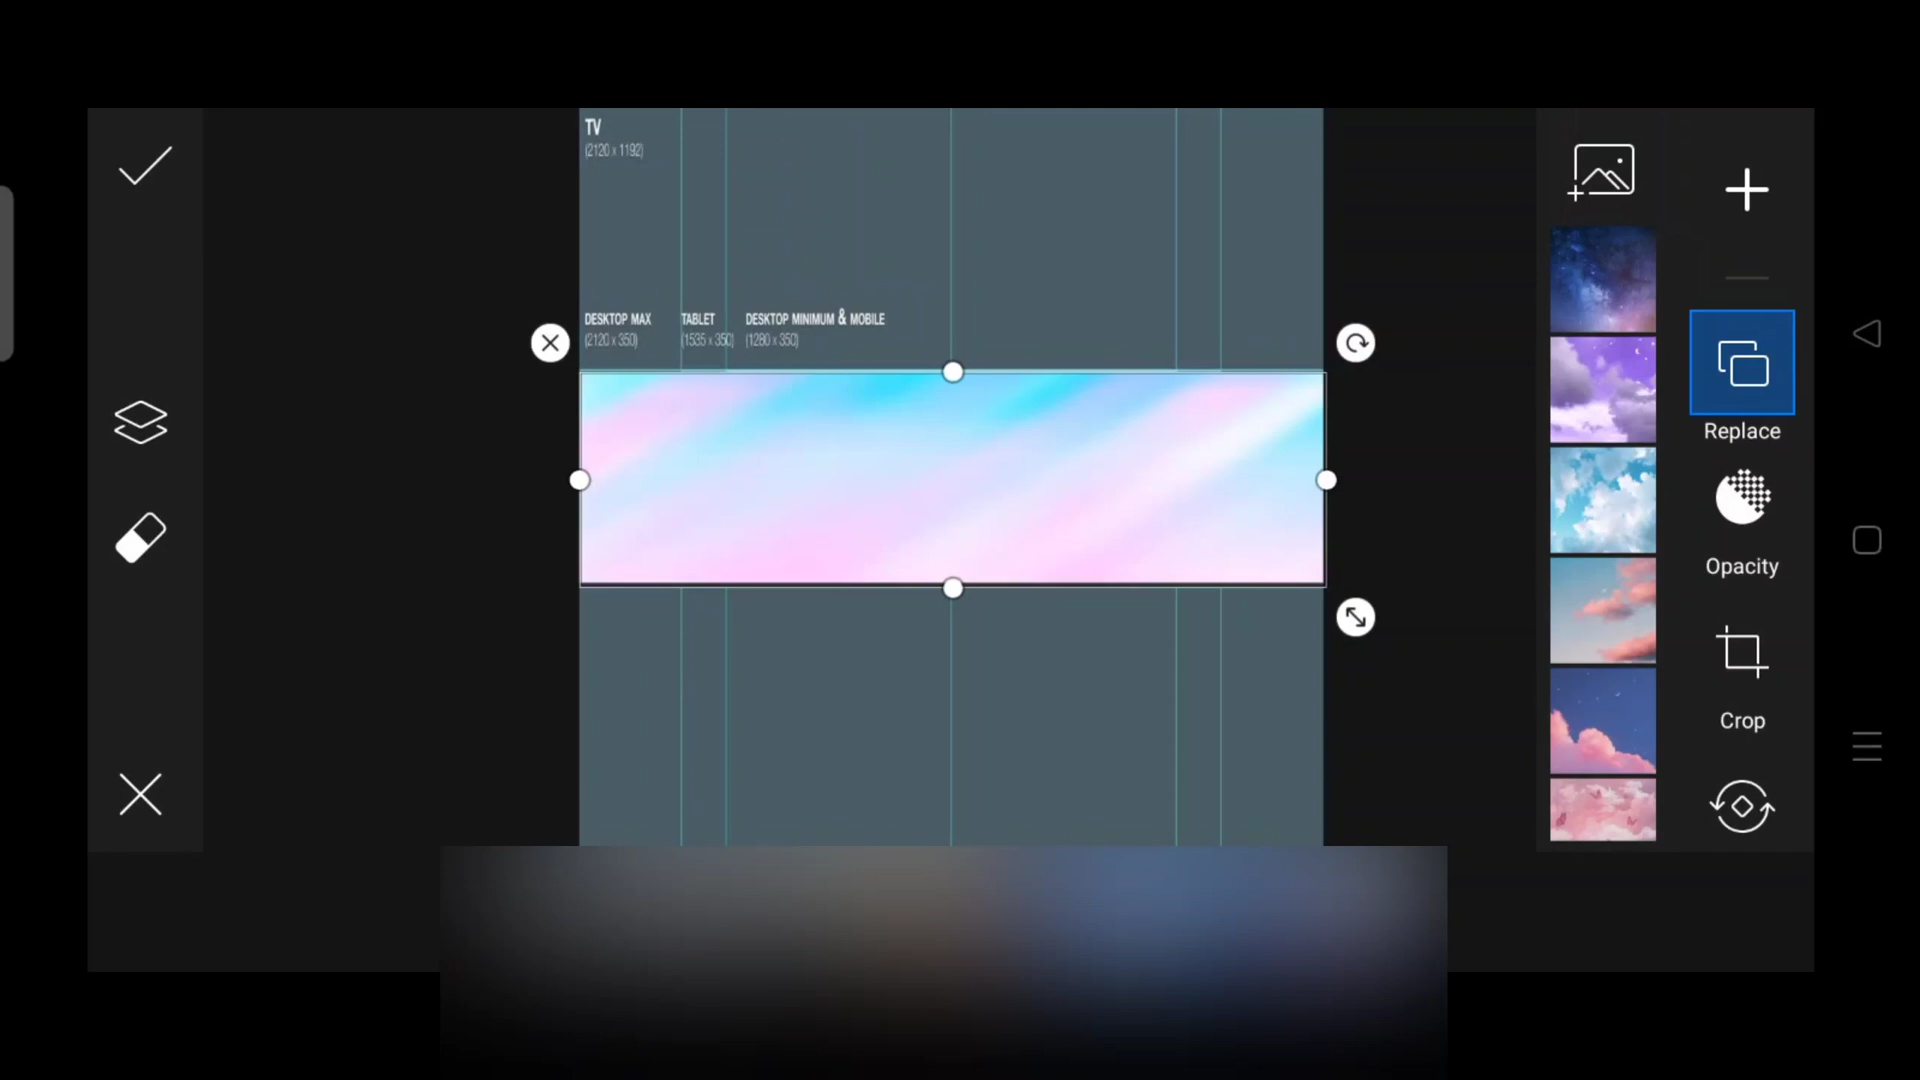 TV
(2120 x 1192)
DESKTOP MAX
(2120 x 350)
TABLET
(1535 x 350)
DESKTOP MINIMUM & MOBILE
(1280 x 350)
Replace
Opacity
Crop